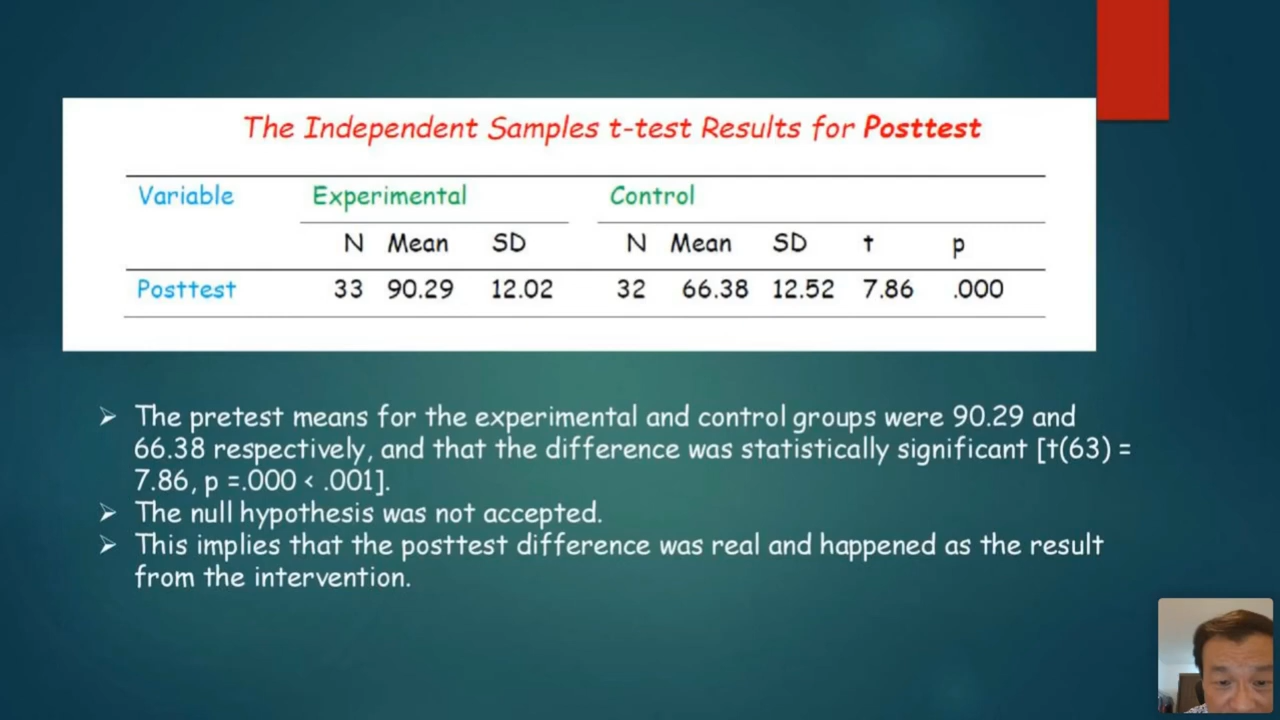 The Independent Samples t-test Results for Posttest
Variable Experimental Control
N Mean SD N Mean SD t p
Posttest 33 90.29 12.02 32 66.38 12.52 7.86 .000
➢ The pretest means for the experimental and control groups were 90.29 and
66.38 respectively, and that the difference was statistically significant [t(63) =
7.86, p =.000 < .001].
➢ The null hypothesis was not accepted.
➢ This implies that the posttest difference was real and happened as the result
from the intervention.